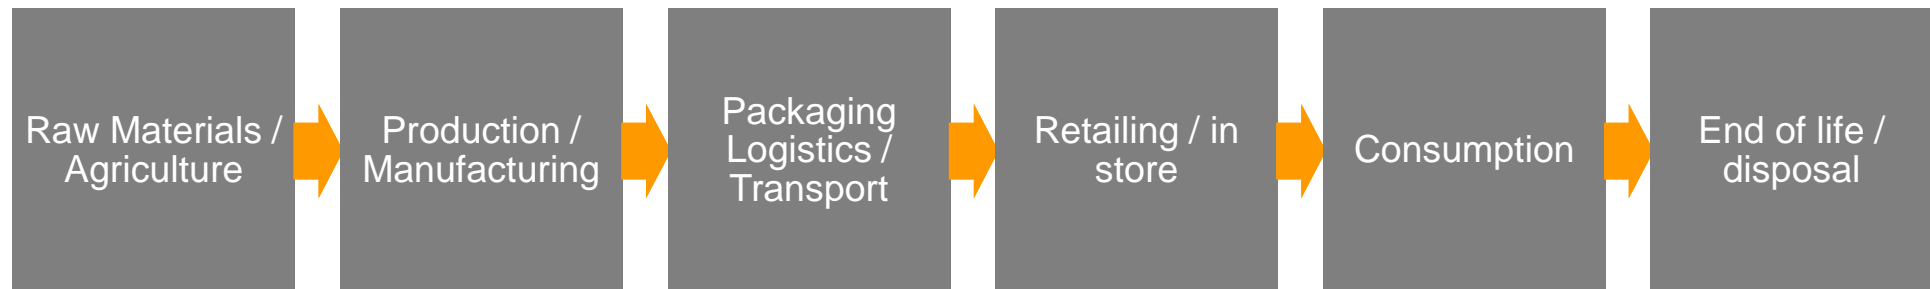 Raw Materials /
Agriculture
Production /
Manufacturing
Packaging
Logistics /
Transport
Retailing / in
store
Consumption
End of life /
disposal